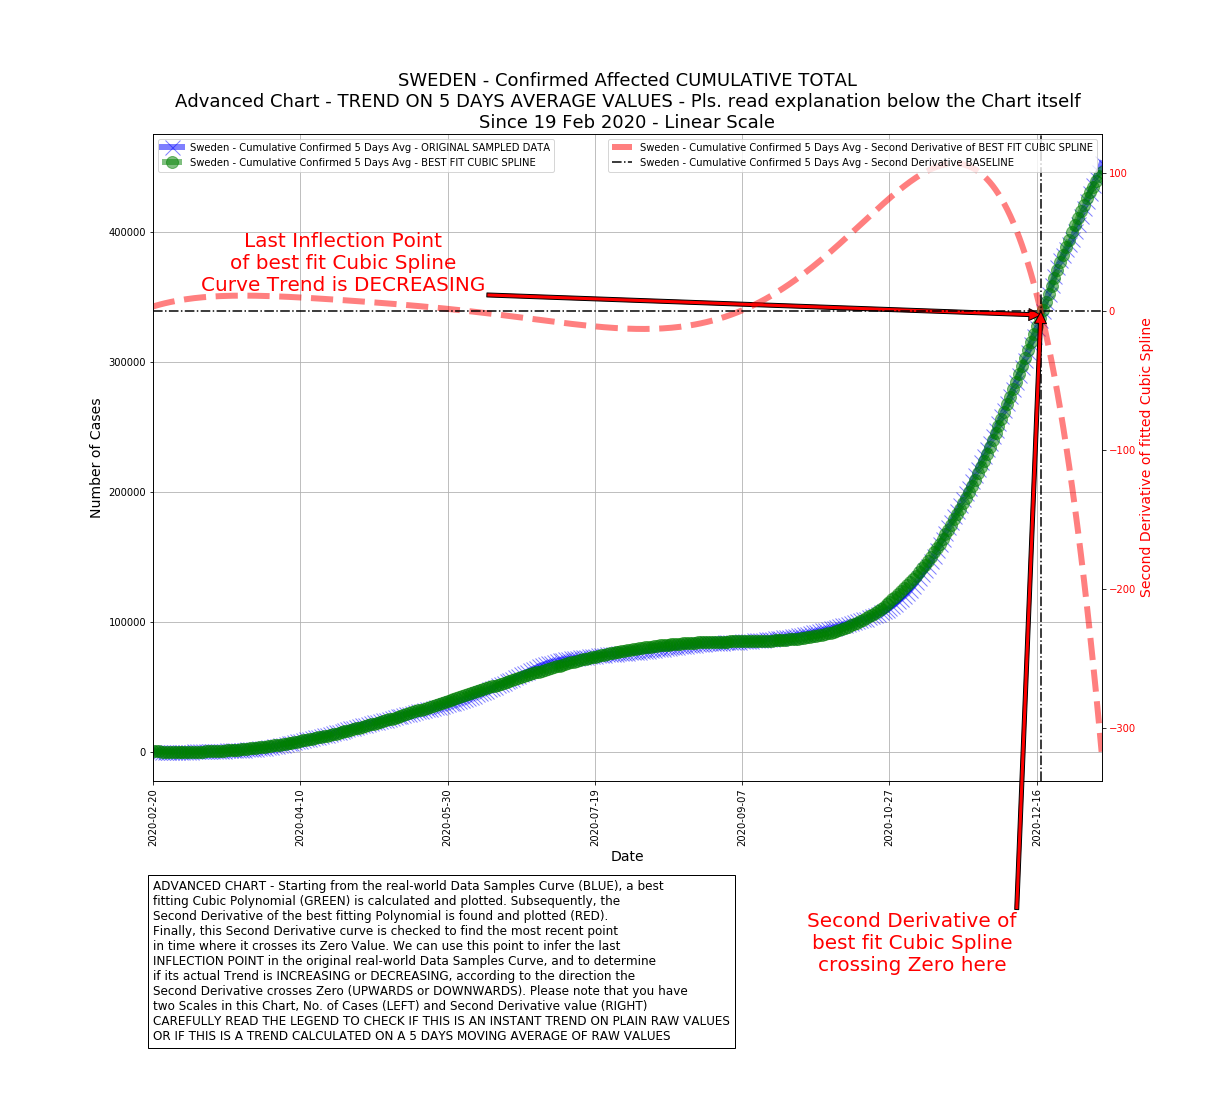 SWEDEN - Confirmed Affected CUMULATIVE TOTAL
Advanced Chart - TREND ON 5 DAYS AVERAGE VALUES - Pls. read explanation below the Chart itself
Since 19 Feb 2020 - Linear Scale
Sweden - Cumulative Confirmed 5 Days Avg - ORIGINAL SAMPLED DATA
Sweden - Cumulative Confirmed 5 Days Avg - BEST FIT CUBIC SPLINE
Sweden - Cumulative Confirmed 5 Days Avg - Second Derivative of BEST FIT CUBIC SPLINE
Sweden - Cumulative Confirmed 5 Days Avg - Second Derivative BASELINE
Last Inflection Point
of best fit Cubic Spline
Curve Trend is DECREASING
Number of Cases
400000
300000
200000
100000
0
100
0
−100
−200
−300
Second Derivative of fitted Cubic Spline
2020-02-20
2020-04-10
2020-05-30
2020-07-19
2020-09-07
2020-10-27
2020-12-16
Date
ADVANCED CHART - Starting from the real-world Data Samples Curve (BLUE), a best
fitting Cubic Polynomial (GREEN) is calculated and plotted. Subsequently, the
Second Derivative of the best fitting Polynomial is found and plotted (RED).
Finally, this Second Derivative curve is checked to find the most recent point
in time where it crosses its Zero Value. We can use this point to infer the last
INFLECTION POINT in the original real-world Data Samples Curve, and to determine
if its actual Trend is INCREASING or DECREASING, according to the direction the
Second Derivative crosses Zero (UPWARDS or DOWNWARDS). Please note that you have
two Scales in this Chart, No. of Cases (LEFT) and Second Derivative value (RIGHT)
CAREFULLY READ THE LEGEND TO CHECK IF THIS IS AN INSTANT TREND ON PLAIN RAW VALUES
OR IF THIS IS A TREND CALCULATED ON A 5 DAYS MOVING AVERAGE OF RAW VALUES
Second Derivative of
best fit Cubic Spline
crossing Zero here